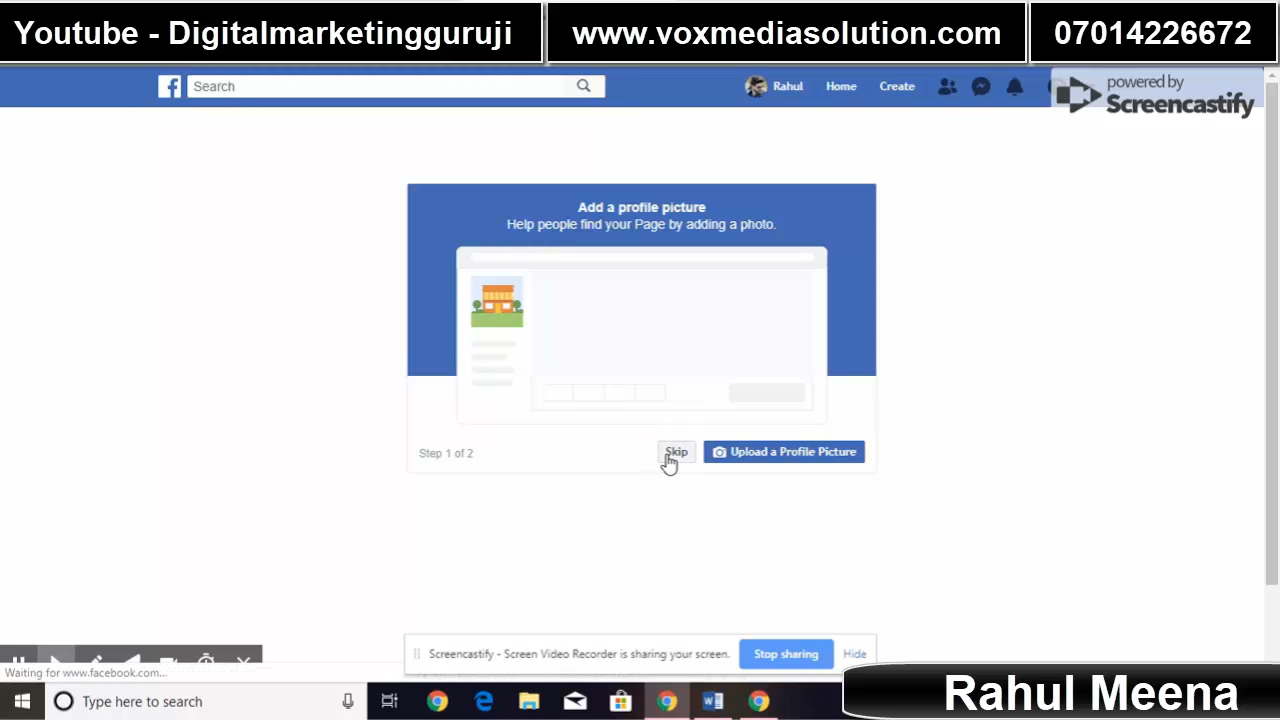 Youtube - Digitalmarketingguruji
www.voxmediasolution.com
07014226672
Search
Rahul
Home
Create
powered by
Screencastify
Add a profile picture
Help people find your Page by adding a photo.
Step 1 of 2
Skip
Upload a Profile Picture
Screencastify - Screen Video Recorder is sharing your screen.
Stop sharing
Hide
Waiting for www.facebook.com...
Type here to search
Rahul Meena